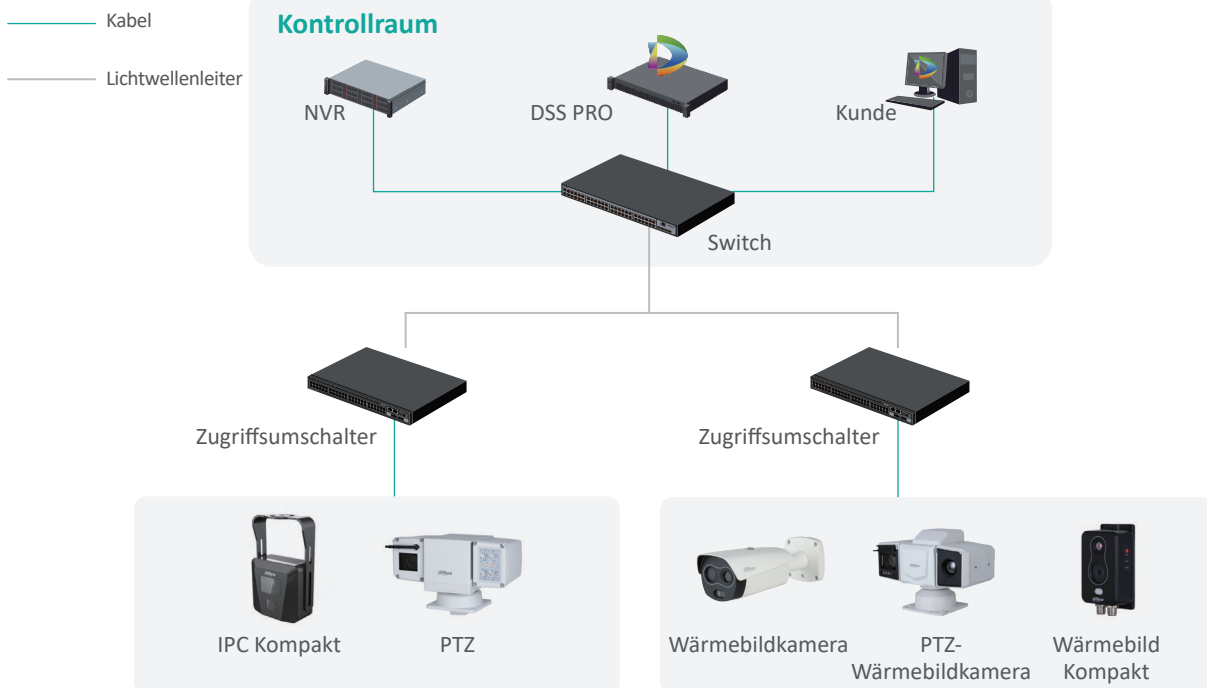 Kabel
Lichtwellenleiter
Kontrollraum
NVR
DSS PRO
Kunde
Switch
Zugriffsumschalter
Zugriffsumschalter
IPC Kompakt
PTZ
Wärmebildkamera
PTZ-
Wärmebildkamera
Wärmebild
Kompakt